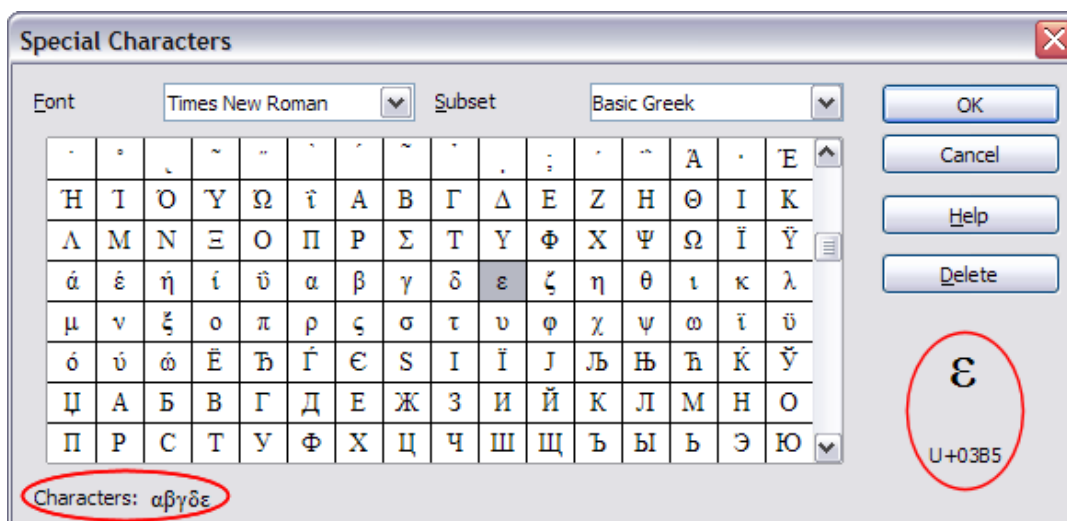 Special Characters
Font Times New Roman Subset Basic Greek OK
˙ ˚ ˛ ˜ ˝ ` ´ ˜ ̉ ̣ ; ΄ ΅ Ά · Έ Cancel
Ή Ί Ό Ύ Ώ ΐ Α Β Γ Δ Ε Ζ Η Θ Ι Κ Help
Λ Μ Ν Ξ Ο Π Ρ Σ Τ Υ Φ Χ Ψ Ω Ϊ Ϋ
ά έ ή ί ΰ α β γ δ ε ζ η θ ι κ λ Delete
μ ν ξ ο π ρ ς σ τ υ φ χ ψ ω ϊ ϋ
ό ύ ώ Ё Ђ Ѓ Є Ѕ І Ї Ј Љ Њ Ћ Ќ Ў
ε
Џ А Б В Г Д Е Ж З И Й К Л М Н О
П Р С Т У Ф Х Ц Ч Ш Щ Ъ Ы Ь Э Ю
U+03B5
Characters: αβγδε